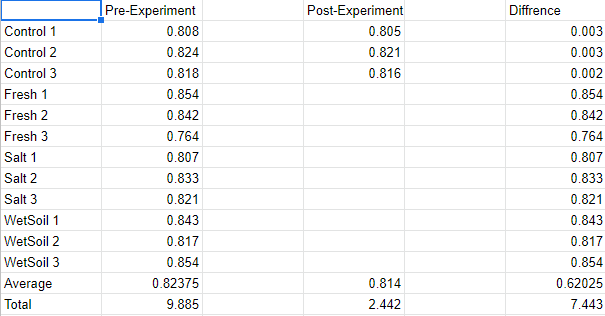 Pre-Experiment Post-Experiment Diffrence
Control 1 0.808 0.805 0.003
Control 2 0.824 0.821 0.003
Control 3 0.818 0.816 0.002
Fresh 1 0.854 0.854
Fresh 2 0.842 0.842
Fresh 3 0.764 0.764
Salt 1 0.807 0.807
Salt 2 0.833 0.833
Salt 3 0.821 0.821
WetSoil 1 0.843 0.843
WetSoil 2 0.817 0.817
WetSoil 3 0.854 0.854
Average 0.82375 0.814 0.62025
Total 9.885 2.442 7.443